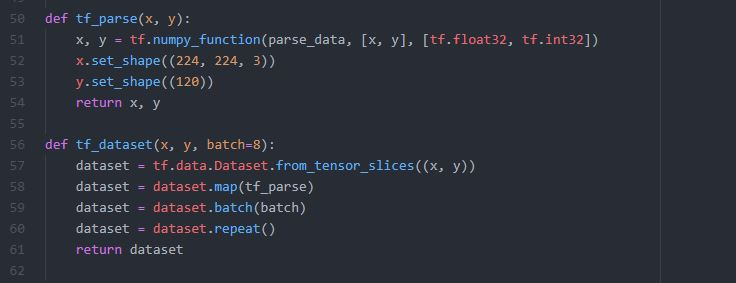 50 def tf_parse(x, y):
51     x, y = tf.numpy_function(parse_data, [x, y], [tf.float32, tf.int32])
52     x.set_shape((224, 224, 3))
53     y.set_shape((120))
54     return x, y
55
56 def tf_dataset(x, y, batch=8):
57     dataset = tf.data.Dataset.from_tensor_slices((x, y))
58     dataset = dataset.map(tf_parse)
59     dataset = dataset.batch(batch)
60     dataset = dataset.repeat()
61     return dataset
62